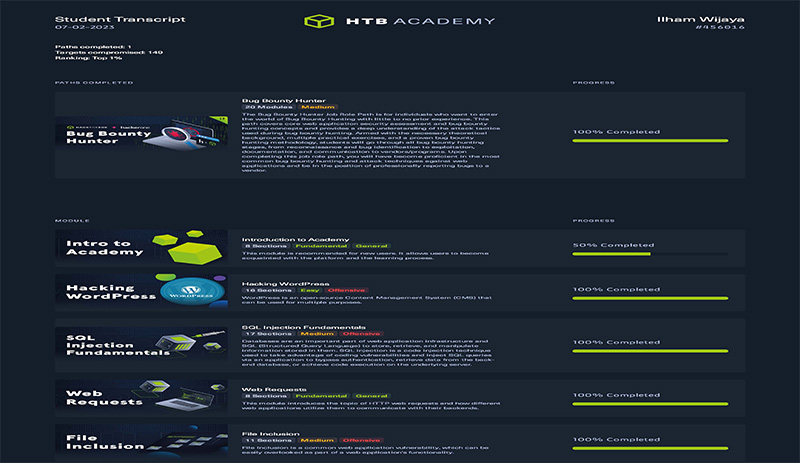 Student Transcript
07-02-2023
HTB ACADEMY
Ilham Wijaya
#456016
Paths completed: 1
Targets compromised: 149
Ranking: Top 1%
PATHS COMPLETED
PROGRESS
Bug Bounty
Hunter
Bug Bounty Hunter
20 Modules Medium
The Bug Bounty Hunter Job Role Path is for individuals who want to enter
the world of Bug Bounty Hunting with little to no prior experience. This
path covers core web application security assessment and bug bounty
hunting concepts and provides a deep understanding of the attack tactics
used during bug bounty hunting. Armed with the necessary theoretical
background, multiple practical exercises, and a proven bug bounty
hunting methodology, students will go through all bug bounty hunting
stages, from reconnaissance and bug identification to exploitation,
documentation, and communication to vendors/programs. Upon
completing this job role path, you will have become proficient in the most
common bug bounty hunting and attack techniques against web
applications and be in the position of professionally reporting bugs to a
vendor.
100% Completed
MODULE
PROGRESS
Intro to
Academy
Introduction to Academy
8 Sections Fundamental General
This module is recommended for new users. It allows users to become
acquainted with the platform and the learning process.
50% Completed
Hacking
WordPress
WORDPRESS
Hacking WordPress
16 Sections Easy Offensive
WordPress is an open-source Content Management System (CMS) that
can be used for multiple purposes.
100% Completed
SQL
Injection
Fundamentals
SQL Injection Fundamentals
17 Sections Medium Offensive
Databases are an important part of web application infrastructure and
SQL (Structured Query Language) to store, retrieve, and manipulate
information stored in them. SQL injection is a code injection technique
used to take advantage of coding vulnerabilities and inject SQL queries
via an application to bypass authentication, retrieve data from the back-
end database, or achieve code execution on the underlying server.
100% Completed
Web
Requests
Web Requests
8 Sections Fundamental General
This module introduces the topic of HTTP web requests and how different
web applications utilize them to communicate with their backends.
100% Completed
File
Inclusion
File Inclusion
11 Sections Medium Offensive
File Inclusion is a common web application vulnerability, which can be
easily overlooked as part of a web application's functionality.
100% Completed